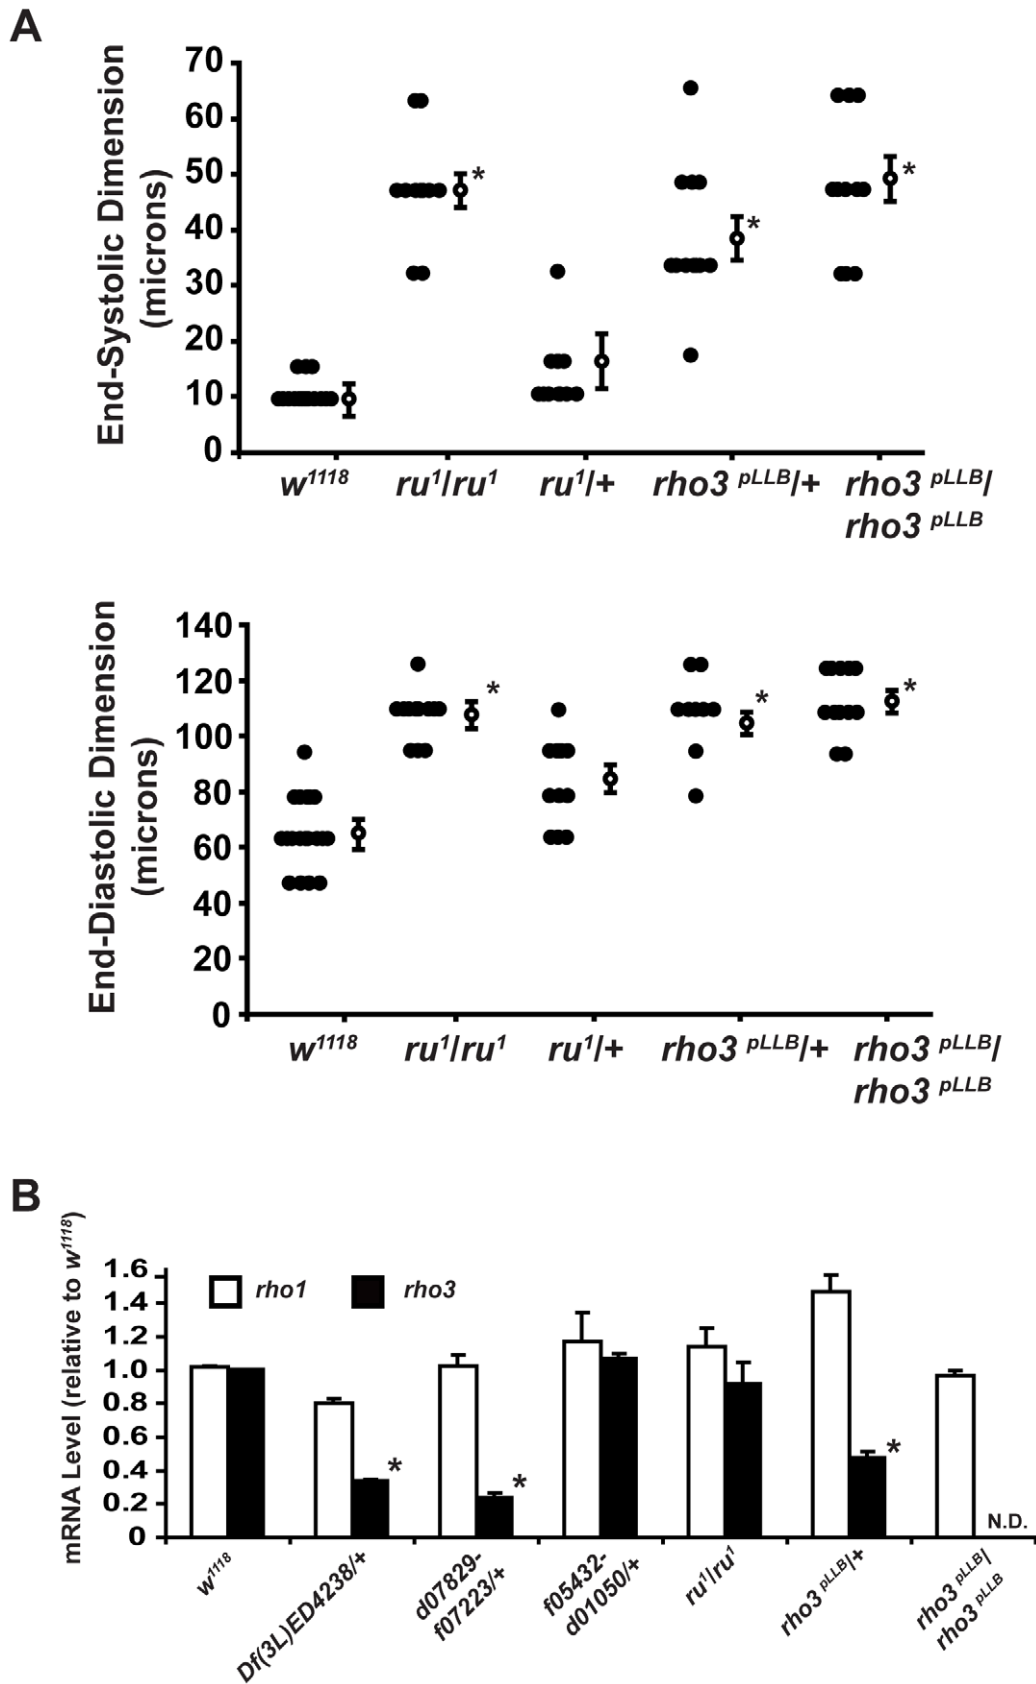 A
End-Systolic Dimension
(microns)
70
60
50
40
30
20
10
0
*
*
*
w1118
ru1/ru1
ru1/+
rho3 pLLB/+
rho3 pLLB/
rho3 pLLB
End-Diastolic Dimension
(microns)
140
120
100
80
60
40
20
0
*
*
*
w1118
ru1/ru1
ru1/+
rho3 pLLB/+
rho3 pLLB/
rho3 pLLB
B
mRNA Level (relative to w1118)
1.6
1.4
1.2
1.0
0.8
0.6
0.4
0.2
0
rho1
rho3
*
*
*
N.D.
w1118
Df(3L)ED4238/+
d07829-
f07223/+
f05432-
d01050/+
ru1/ru1
rho3 pLLB/+
rho3 pLLB/
rho3 pLLB